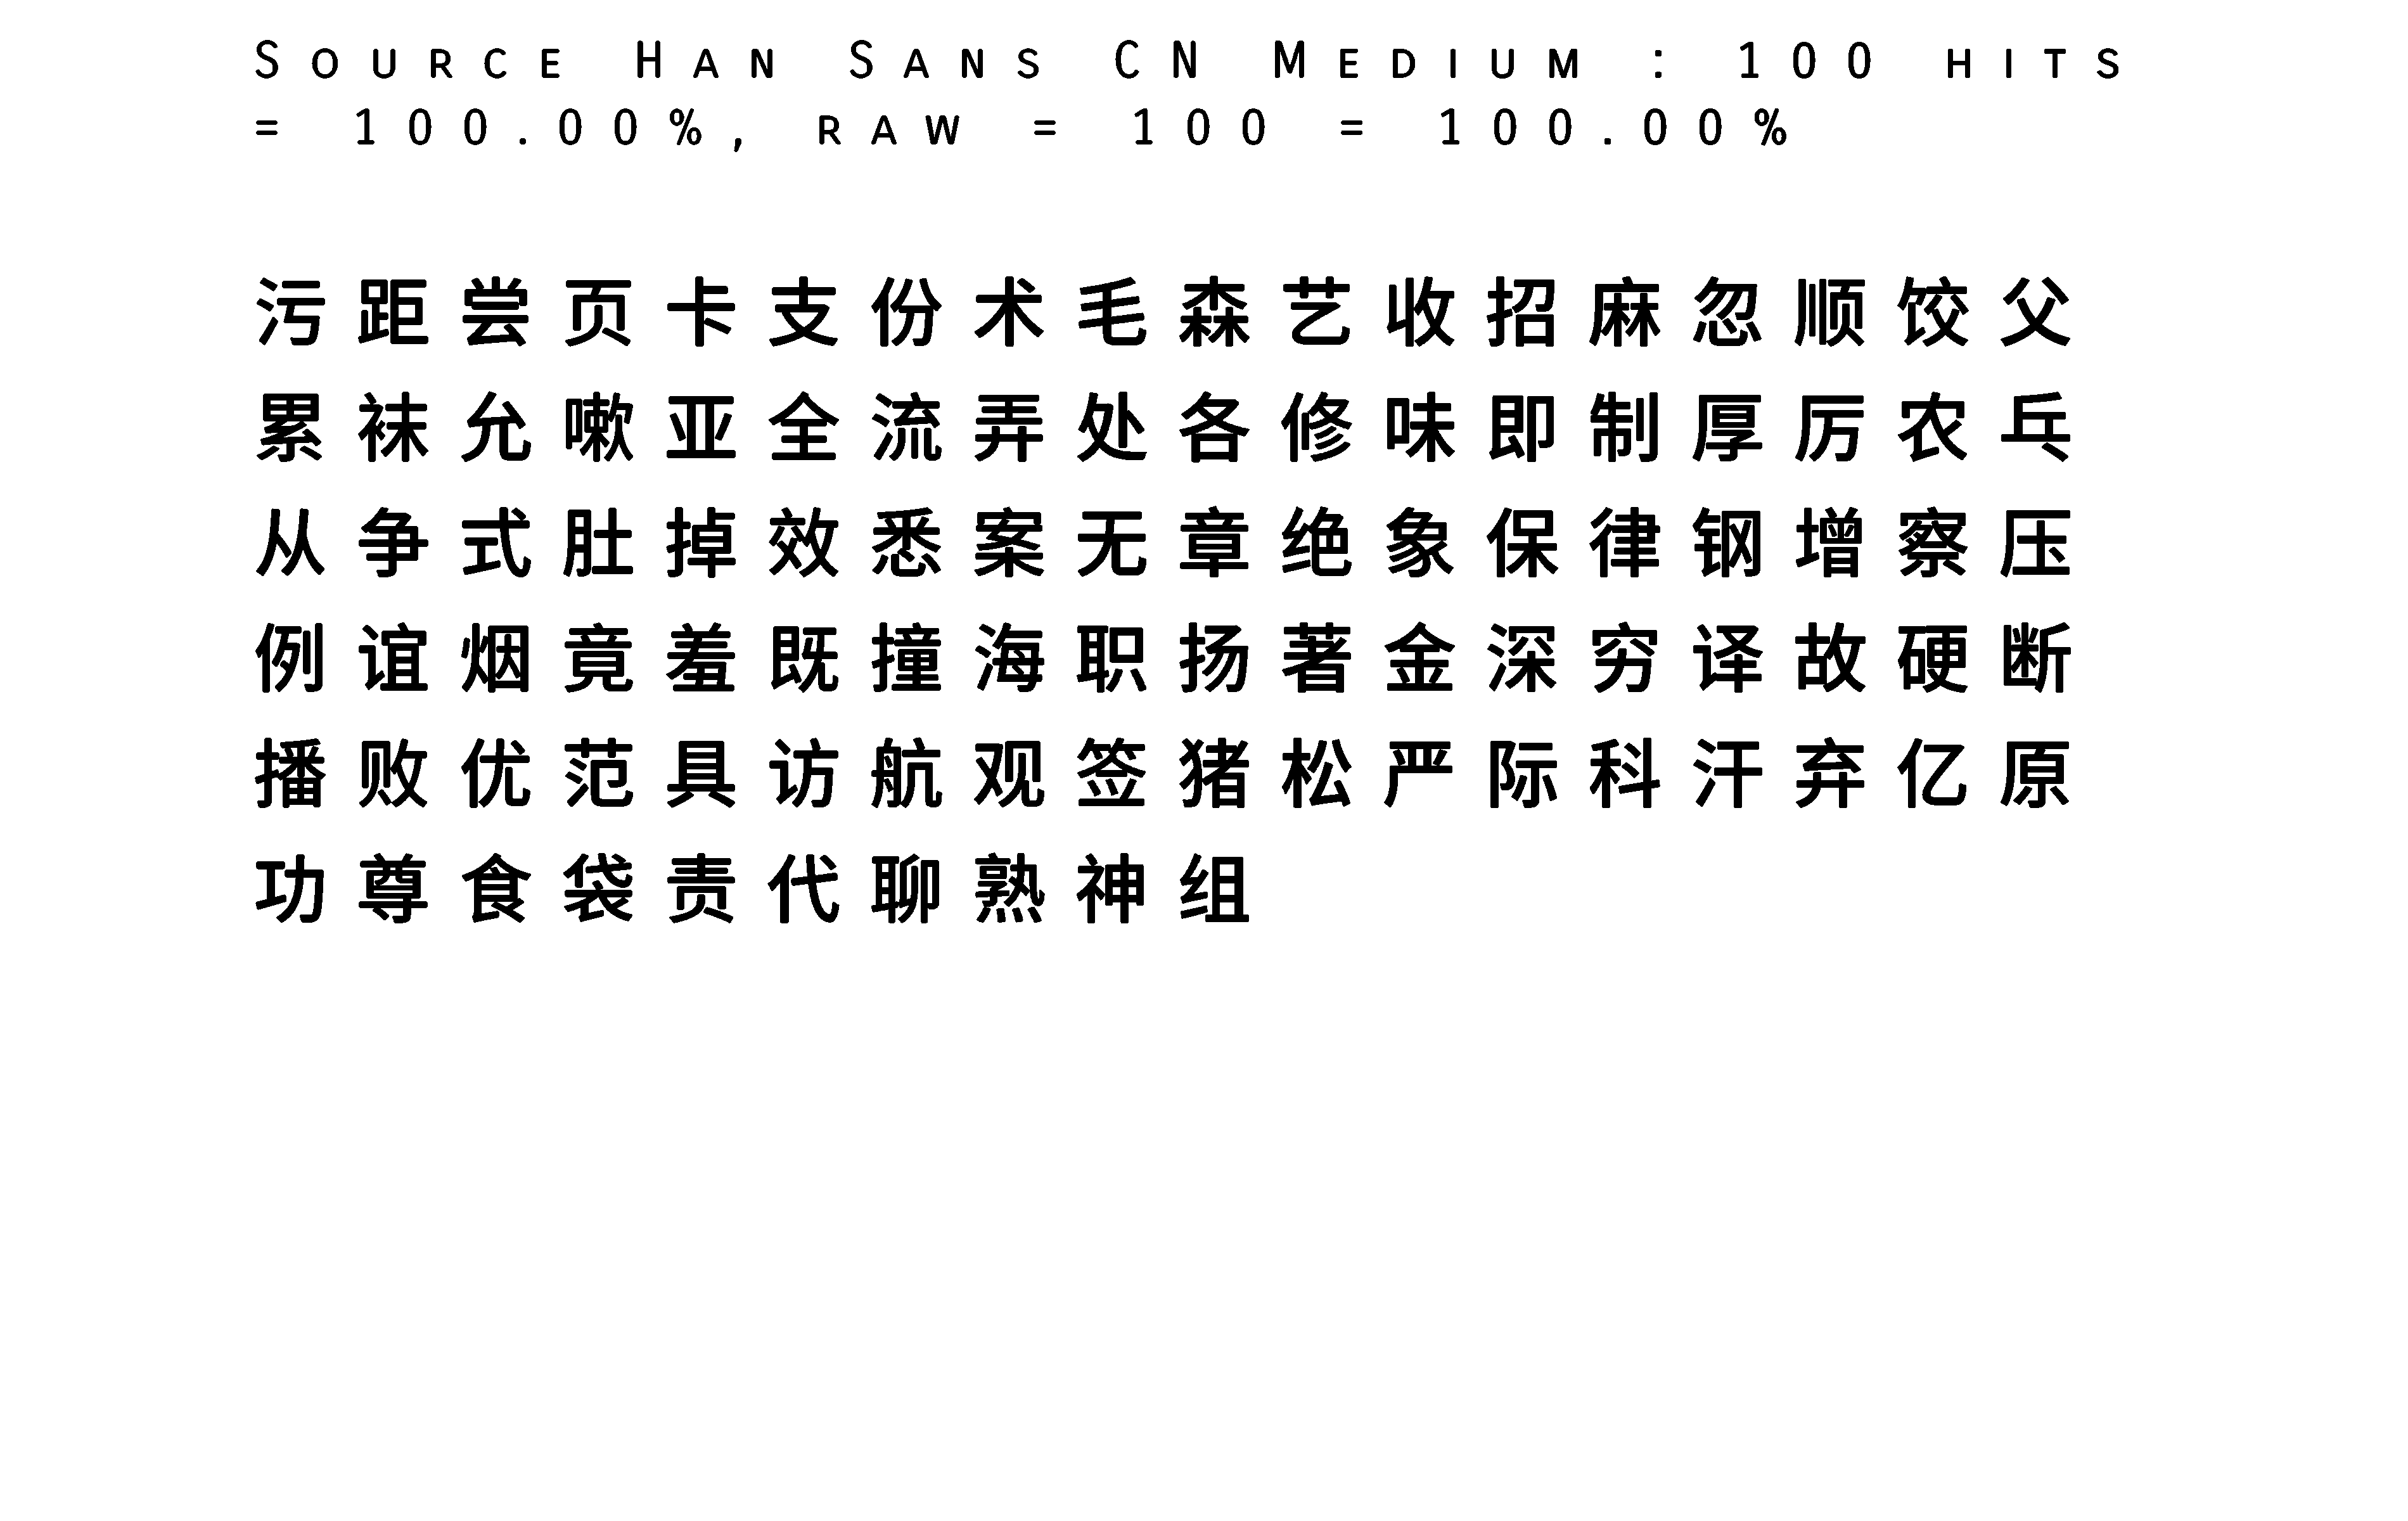 Source Han Sans CN Medium : 100 hits
= 100.00%, raw = 100 = 100.00%
污距尝页卡支份术毛森艺收招麻忽顺饺父
累袜允嗽亚全流弄处各修味即制厚厉农乓
从争式肚掉效悉案无章绝象保律钢增察压
例谊烟竟羞既撞海职扬著金深穷译故硬断
播败优范具访航观签猪松严际科汗弃亿原
功尊食袋责代聊熟神组